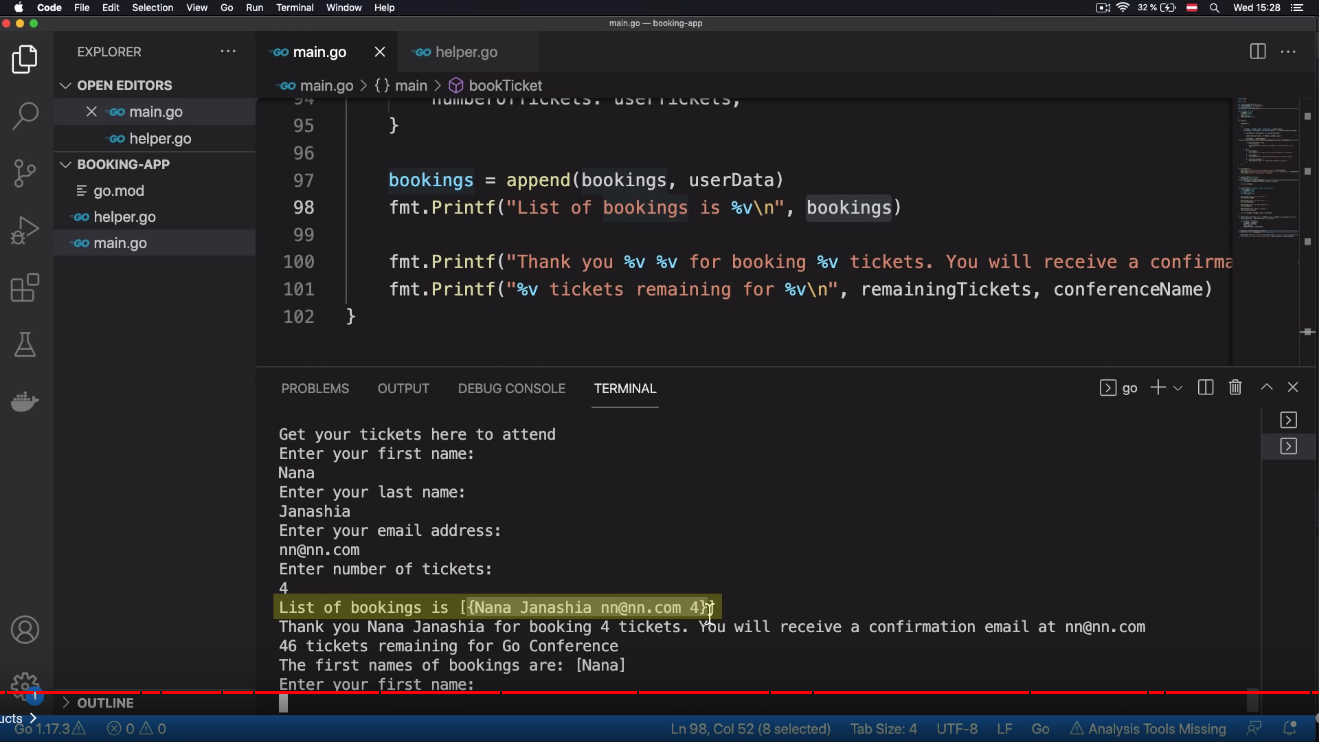 Code File Edit Selection View Go Run Terminal Window Help 32 % Wed 15:28
main.go — booking-app
EXPLORER ···
OPEN EDITORS
main.go
helper.go
BOOKING-APP
go.mod
helper.go
main.go
OUTLINE
main.go helper.go
main.go > {} main > bookTicket
94 numberOfTickets: userTickets,
95 }
96
97 bookings = append(bookings, userData)
98 fmt.Printf("List of bookings is %v\n", bookings)
99
100 fmt.Printf("Thank you %v %v for booking %v tickets. You will receive a confirma
101 fmt.Printf("%v tickets remaining for %v\n", remainingTickets, conferenceName)
102 }
PROBLEMS OUTPUT DEBUG CONSOLE TERMINAL go
Get your tickets here to attend
Enter your first name:
Nana
Enter your last name:
Janashia
Enter your email address:
nn@nn.com
Enter number of tickets:
4
List of bookings is [{Nana Janashia nn@nn.com 4}]
Thank you Nana Janashia for booking 4 tickets. You will receive a confirmation email at nn@nn.com
46 tickets remaining for Go Conference
The first names of bookings are: [Nana]
Enter your first name:
1
ucts >
Go 1.17.3 0 0 Ln 98, Col 52 (8 selected) Tab Size: 4 UTF-8 LF Go Analysis Tools Missing